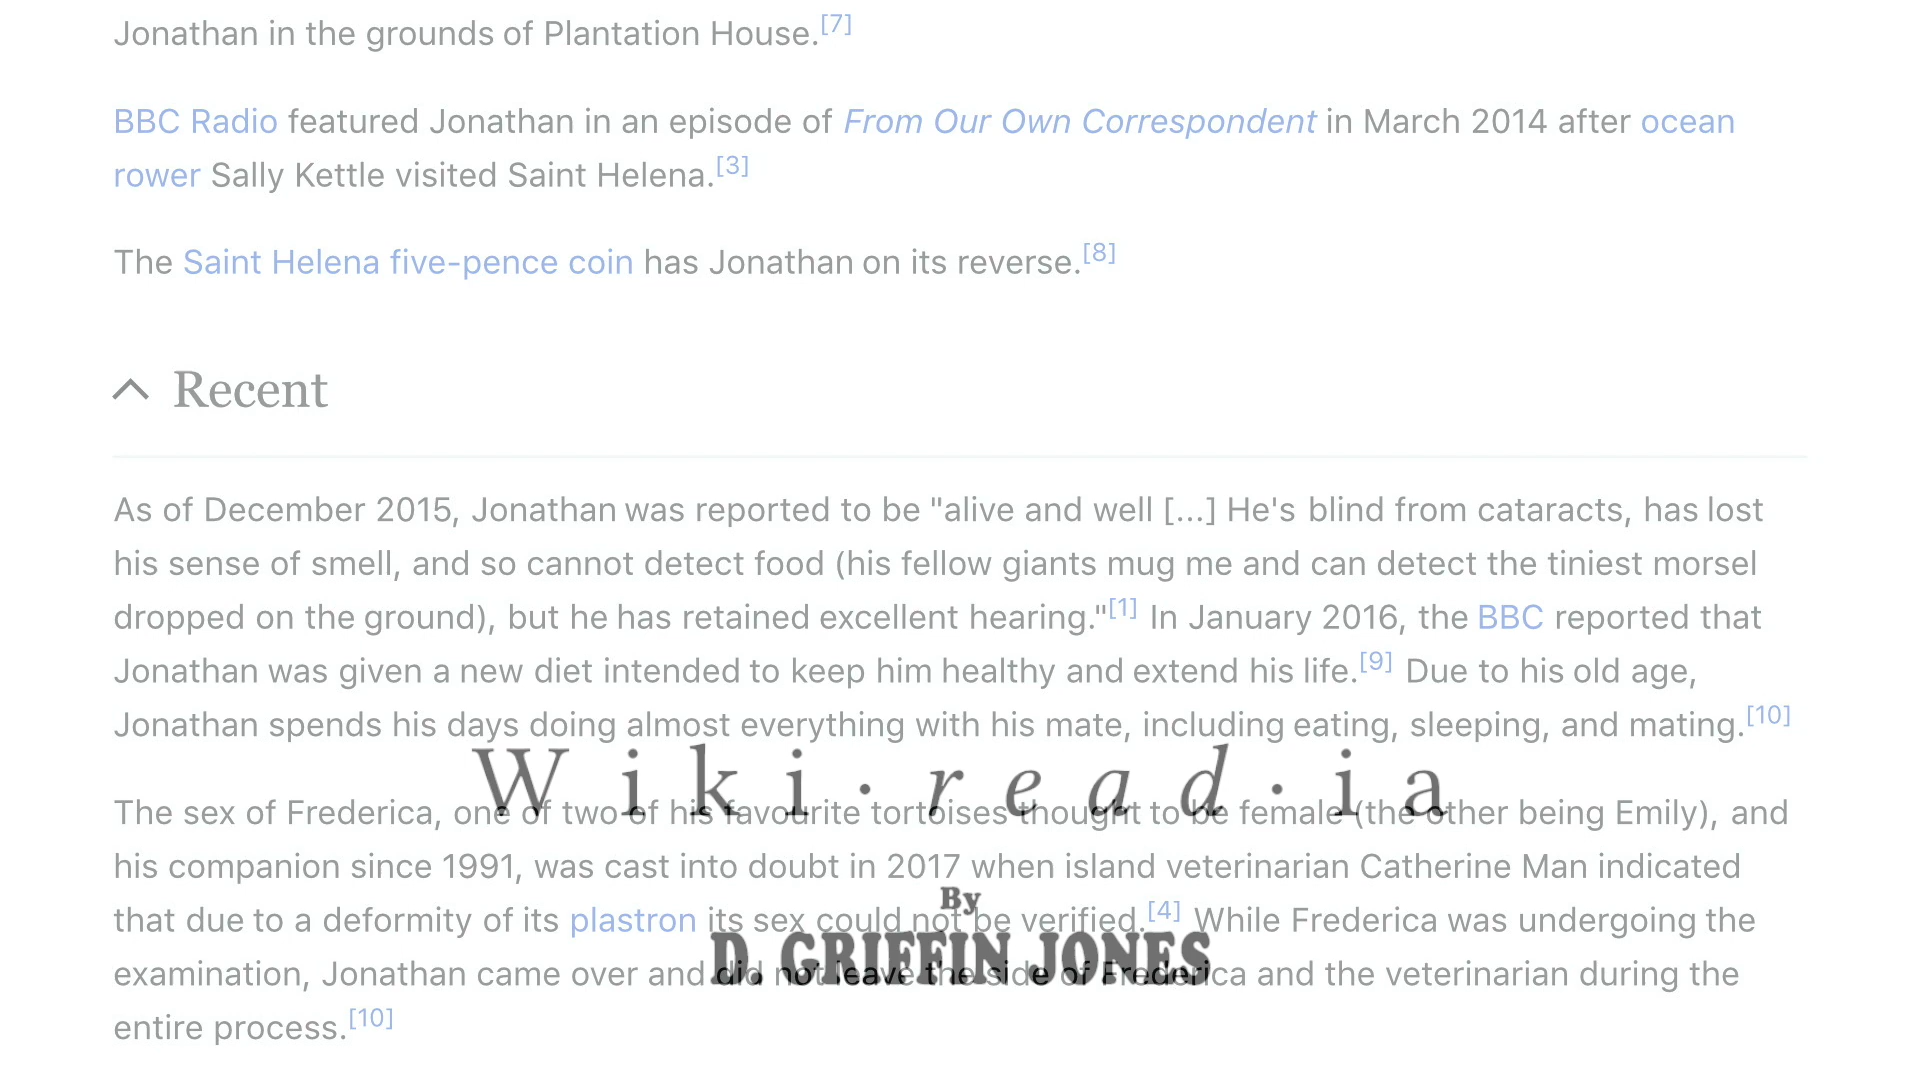 Jonathan in the grounds of Plantation House.[7]
BBC Radio featured Jonathan in an episode of From Our Own Correspondent in March 2014 after ocean
rower Sally Kettle visited Saint Helena.[3]
The Saint Helena five-pence coin has Jonathan on its reverse.[8]
Recent
As of December 2015, Jonathan was reported to be "alive and well [...] He's blind from cataracts, has lost
his sense of smell, and so cannot detect food (his fellow giants mug me and can detect the tiniest morsel
dropped on the ground), but he has retained excellent hearing."[1] In January 2016, the BBC reported that
Jonathan was given a new diet intended to keep him healthy and extend his life.[9] Due to his old age,
Jonathan spends his days doing almost everything with his mate, including eating, sleeping, and mating.[10]
Wiki·read·ia
The sex of Frederica, one of two of his favourite tortoises thought to be female (the other being Emily), and
his companion since 1991, was cast into doubt in 2017 when island veterinarian Catherine Man indicated
By
that due to a deformity of its plastron its sex could not be verified.[4] While Frederica was undergoing the
D. GRIFFIN JONES
examination, Jonathan came over and did not leave the side of Frederica and the veterinarian during the
entire process.[10]